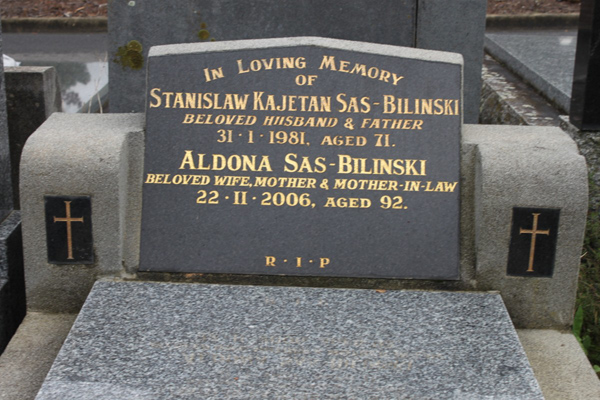 IN LOVING MEMORY
OF
STANISLAW KAJETAN SAS-BILINSKI
BELOVED HUSBAND & FATHER
31·1·1981, AGED 71.
ALDONA SAS-BILINSKI
BELOVED WIFE, MOTHER & MOTHER-IN-LAW
22·11·2006, AGED 92.
R·I·P